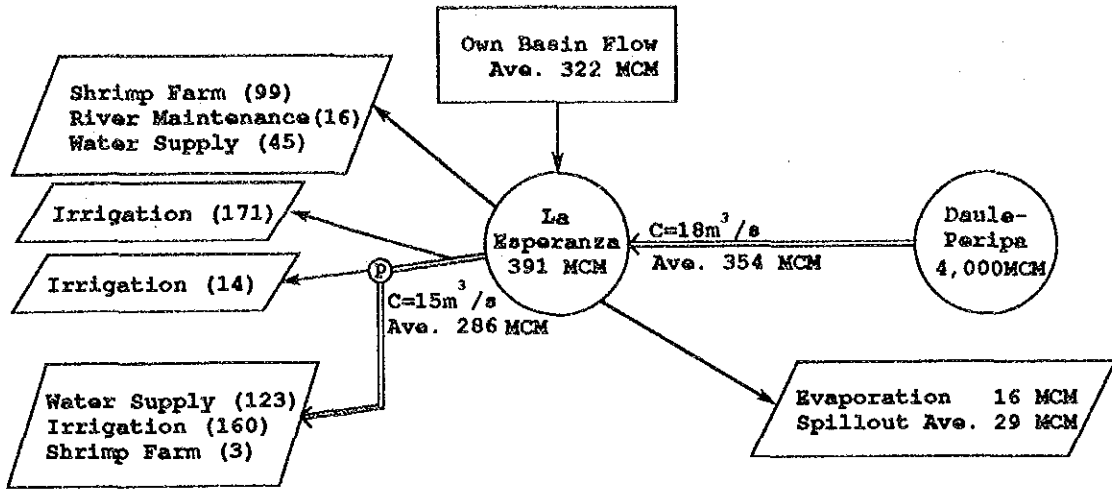 Own Basin Flow
Ave. 322 MCM
Shrimp Farm (99)
River Maintenance(16)
Water Supply (45)
Irrigation (171)
Irrigation (14)
P
C=15m³/s
Ave. 286 MCM
Water Supply (123)
Irrigation (160)
Shrimp Farm (3)
La
Esperanza
391 MCM
C=18m³/s
Ave. 354 MCM
Daule-
Peripa
4,000MCM
Evaporation 16 MCM
Spillout Ave. 29 MCM